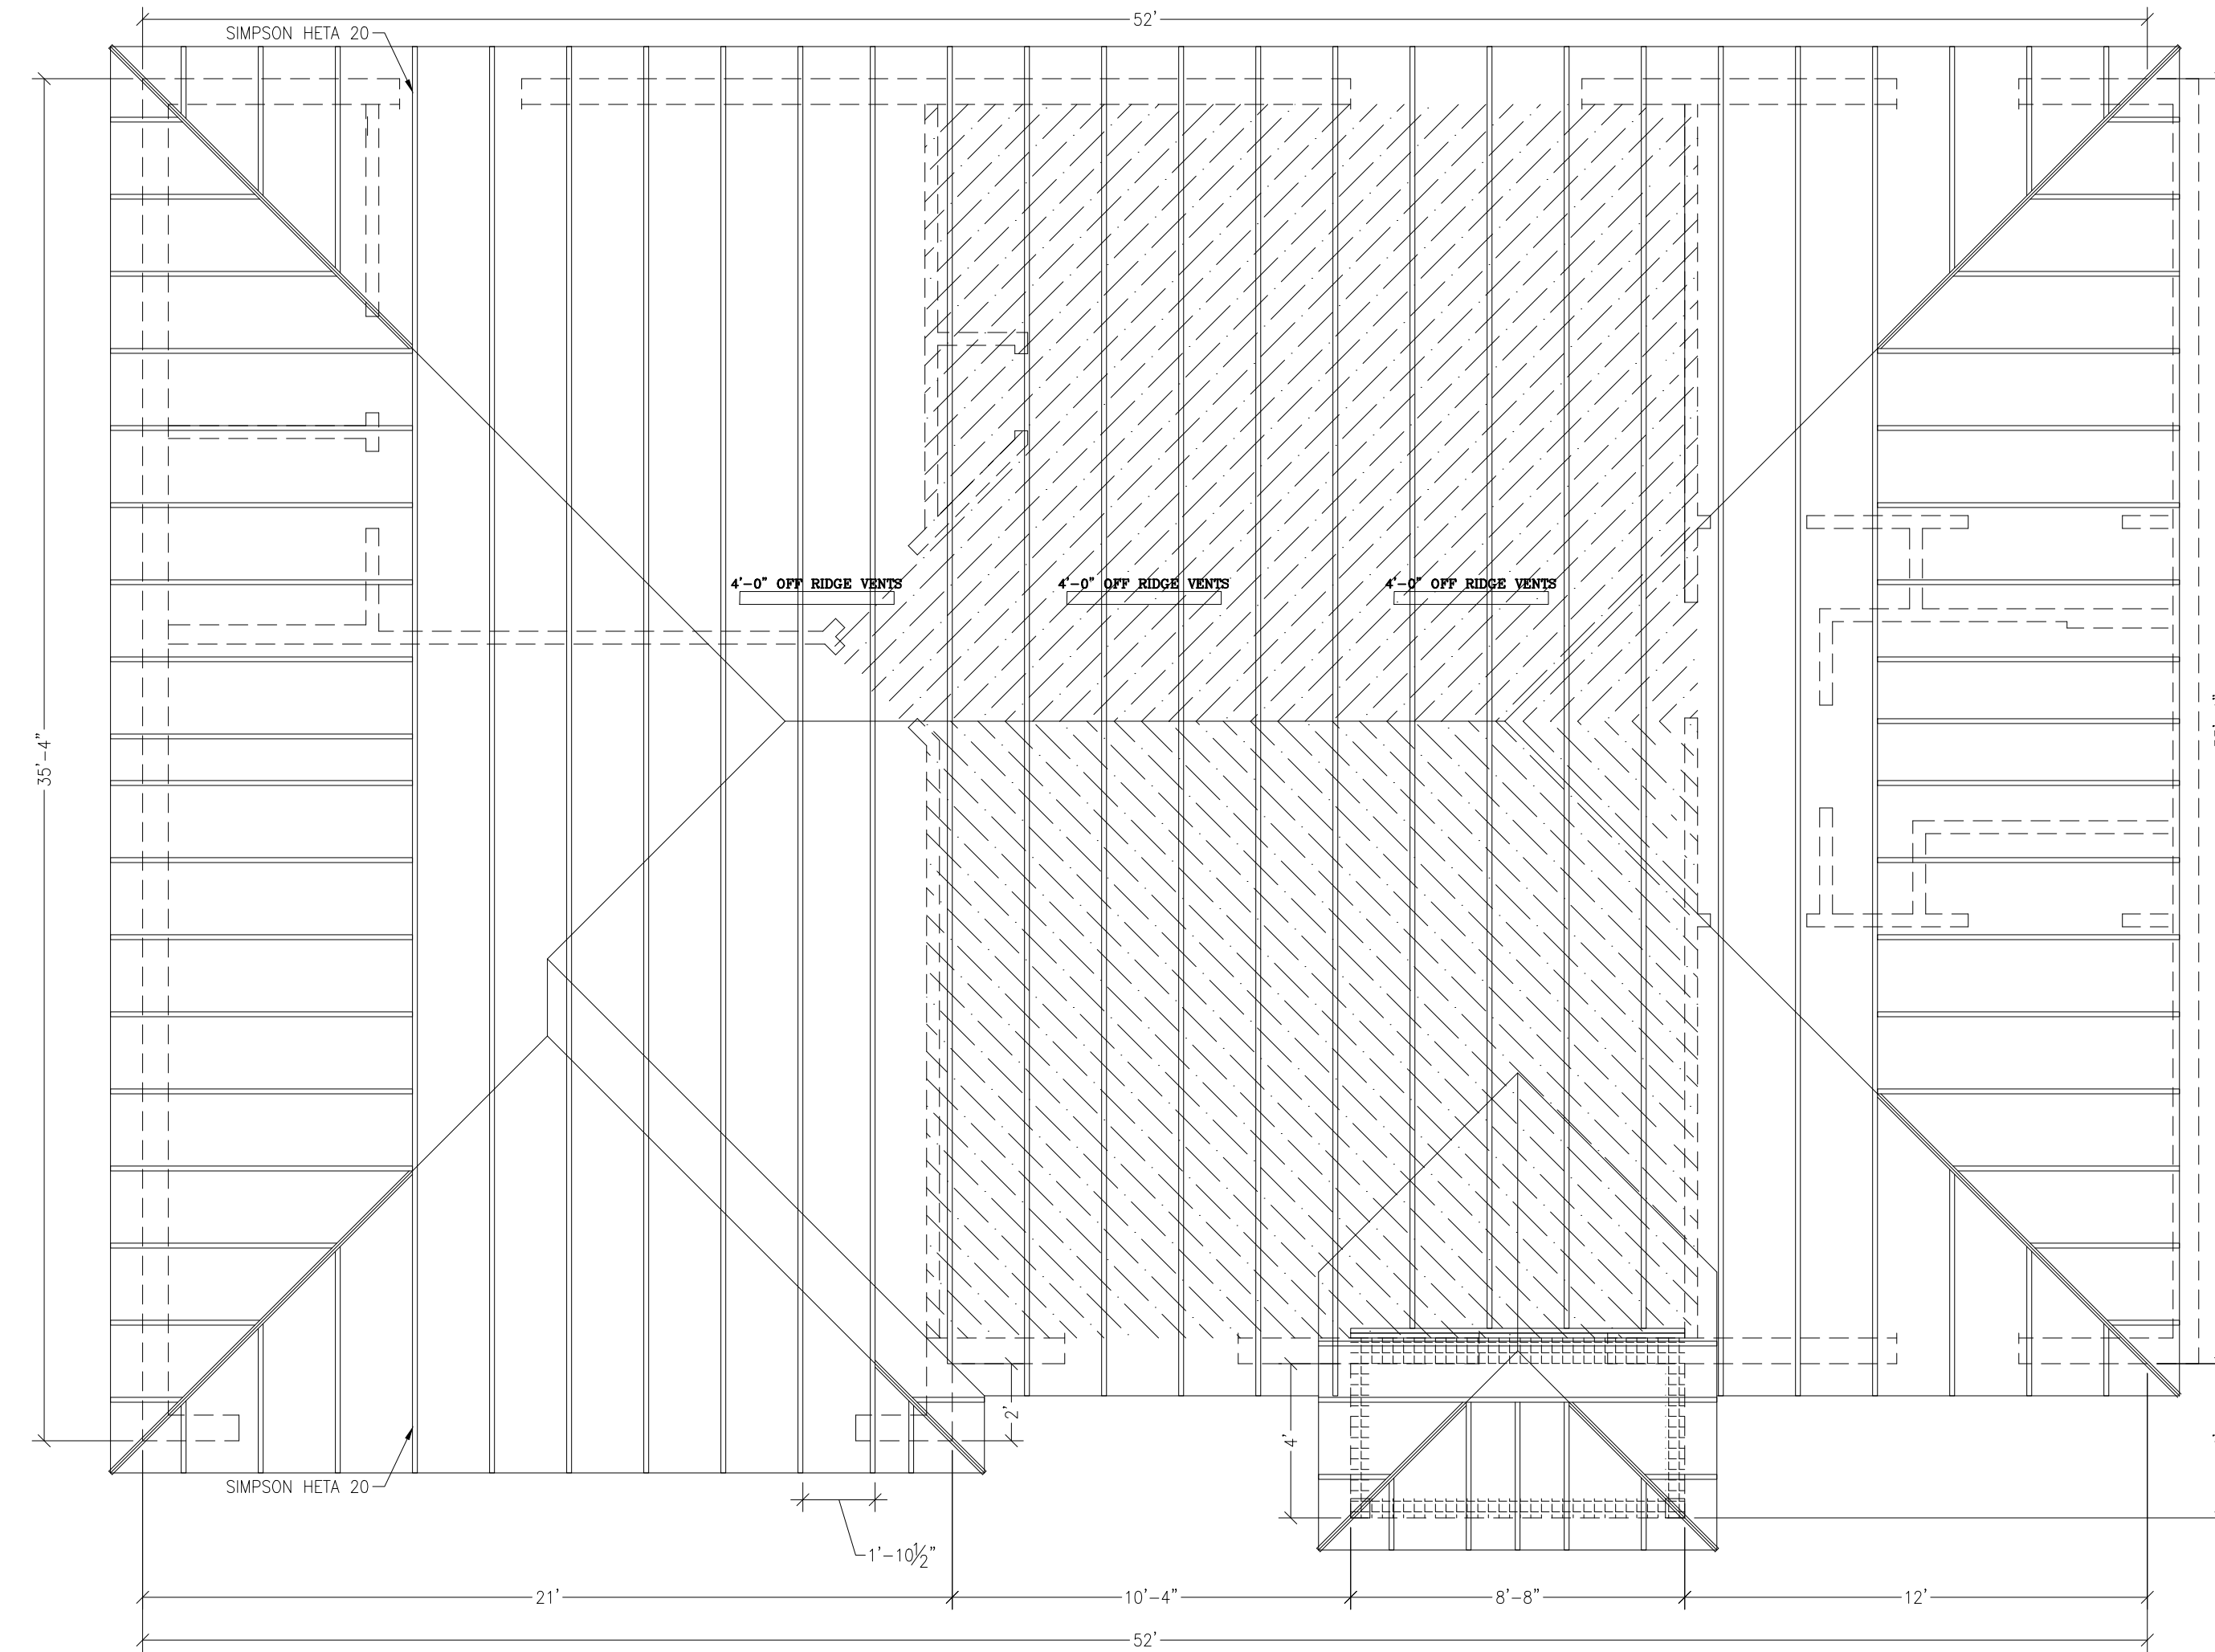 52'
SIMPSON HETA 20
35'-4"
4'-0" OFF RIDGE VENTS
4'-0" OFF RIDGE VENTS
4'-0" OFF RIDGE VENTS
2'
4'
SIMPSON HETA 20
1'-10½"
21'
10'-4"
8'-8"
12'
52'